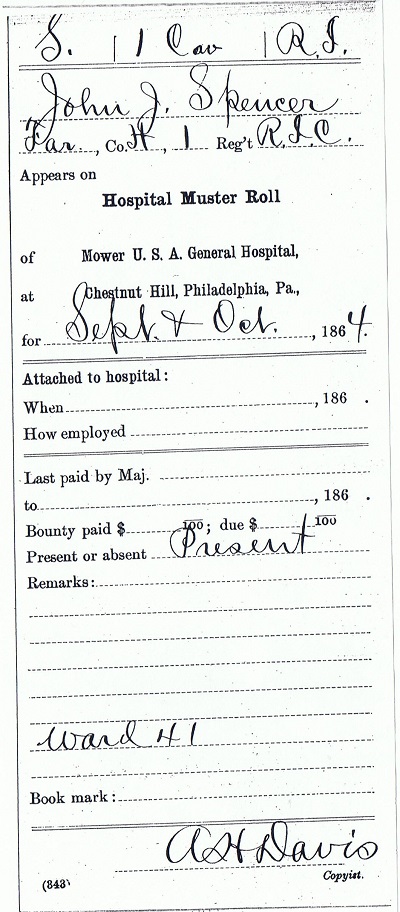 S. | 1 Cav | R.I.
John J. Spencer
Far., Co. H, 1 Reg't R.I.C.
Appears on
Hospital Muster Roll
of Mower U. S. A. General Hospital,
at Chestnut Hill, Philadelphia, Pa.,
for Sept. & Oct., 1864.
Attached to hospital:
When, 186 .
How employed
Last paid by Maj.
to, 186 .
Bounty paid $ 100; due $ 100
Present or absent Present
Remarks:
Ward 41
Book mark:
A H Davis
(343) Copyist.